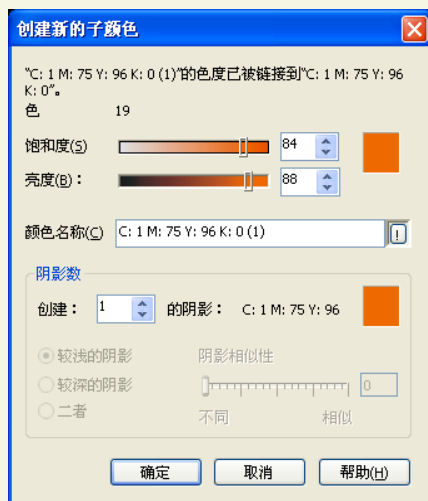 创建新的子颜色
"C: 1 M: 75 Y: 96 K: 0 (1)"的色度已被链接到"C: 1 M: 75 Y: 96
K: 0"。
色 19
饱和度(S) 84
亮度(B)： 88
颜色名称(C) C: 1 M: 75 Y: 96 K: 0 (1) !
阴影数
创建： 1 的阴影： C: 1 M: 75 Y: 96
较浅的阴影 阴影相似性
较深的阴影 0
二者 不同 相似
确定 取消 帮助(H)